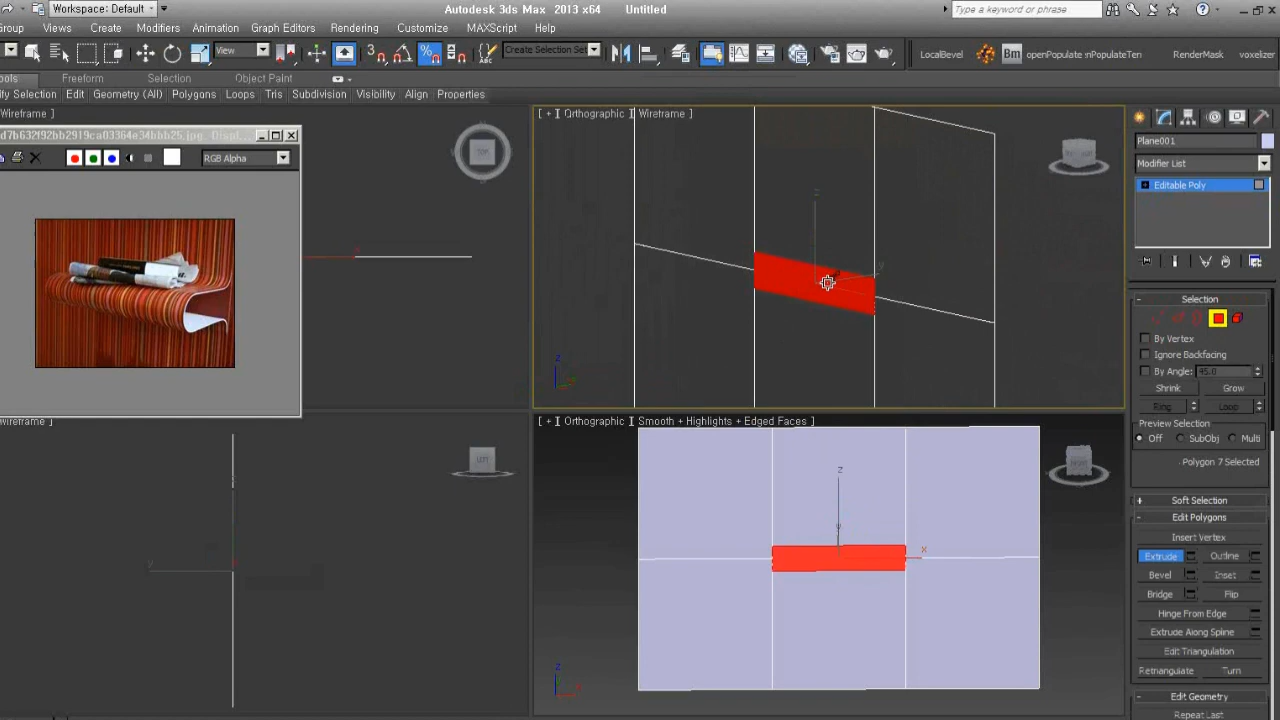 Workspace: Default
Autodesk 3ds Max 2013 x64 Untitled
Type a keyword or phrase
Group Views Create Modifiers Animation Graph Editors Rendering Customize MAXScript Help
View
Create Selection Set
LocalBevel
Bm
RenderMask voxelizer
Freeform Selection Object Paint
Edit Geometry (All) Polygons Loops Tris Subdivision Visibility Align Properties
Wireframe ]
[ + ] Orthographic ] Wireframe ]
RGB Alpha
TOP
x
z
y
Plane001
Modifier List
Editable Poly
Selection
By Vertex
Ignore Backfacing
By Angle: 45.0
Shrink Grow
Ring Loop
Preview Selection
Off SubObj Multi
Polygon 7 Selected
wireframe ]
[ + ] Orthographic ] Smooth + Highlights + Edged Faces ]
LEFT
FRONT
z
x
Soft Selection
Edit Polygons
Insert Vertex
Extrude Outline
Bevel Inset
Bridge Flip
Hinge From Edge
Extrude Along Spline
Edit Triangulation
Retriangulate Turn
Edit Geometry
Repeat Last